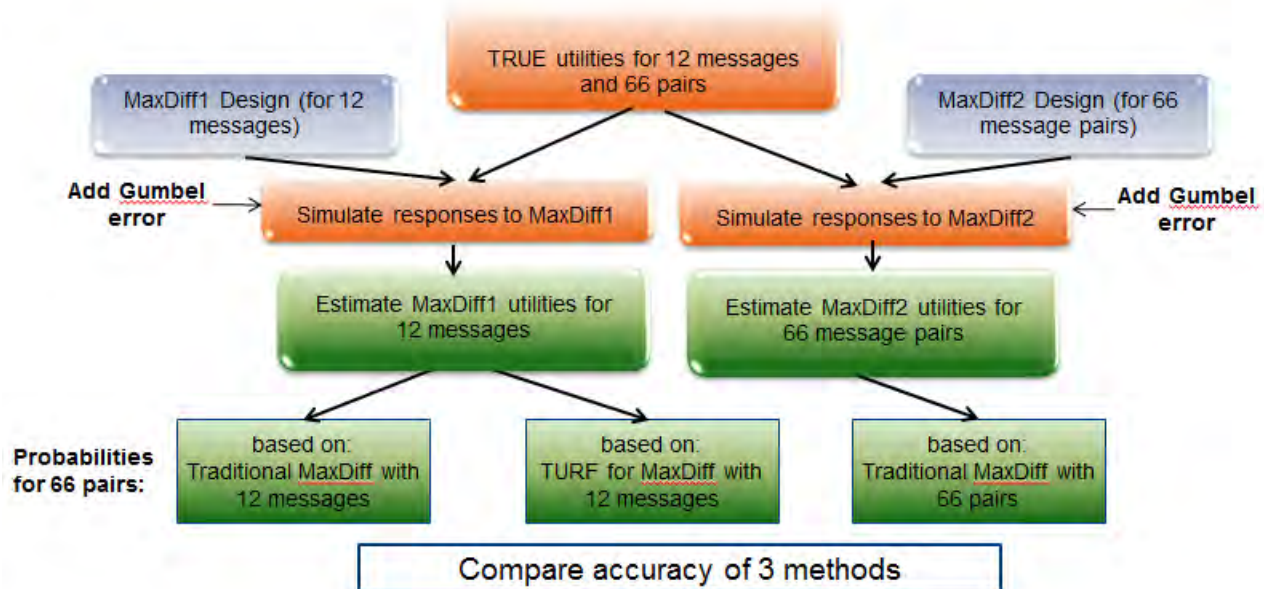 TRUE utilities for 12 messages
and 66 pairs
MaxDiff1 Design (for 12
messages)
MaxDiff2 Design (for 66
message pairs)
Add Gumbel
error
Simulate responses to MaxDiff1
Simulate responses to MaxDiff2
Add Gumbel
error
Estimate MaxDiff1 utilities for
12 messages
Estimate MaxDiff2 utilities for
66 message pairs
Probabilities
for 66 pairs:
based on:
Traditional MaxDiff with
12 messages
based on:
TURF for MaxDiff with
12 messages
based on:
Traditional MaxDiff with
66 pairs
Compare accuracy of 3 methods